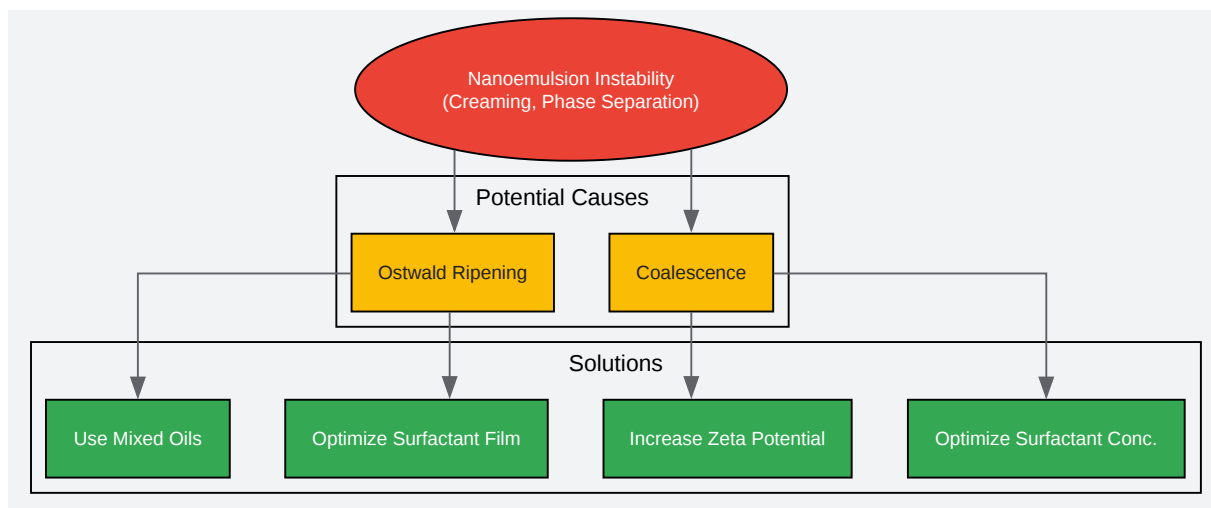 Nanoemulsion Instability
(Creaming, Phase Separation)
Potential Causes
Ostwald Ripening
Coalescence
Solutions
Use Mixed Oils
Optimize Surfactant Film
Increase Zeta Potential
Optimize Surfactant Conc.